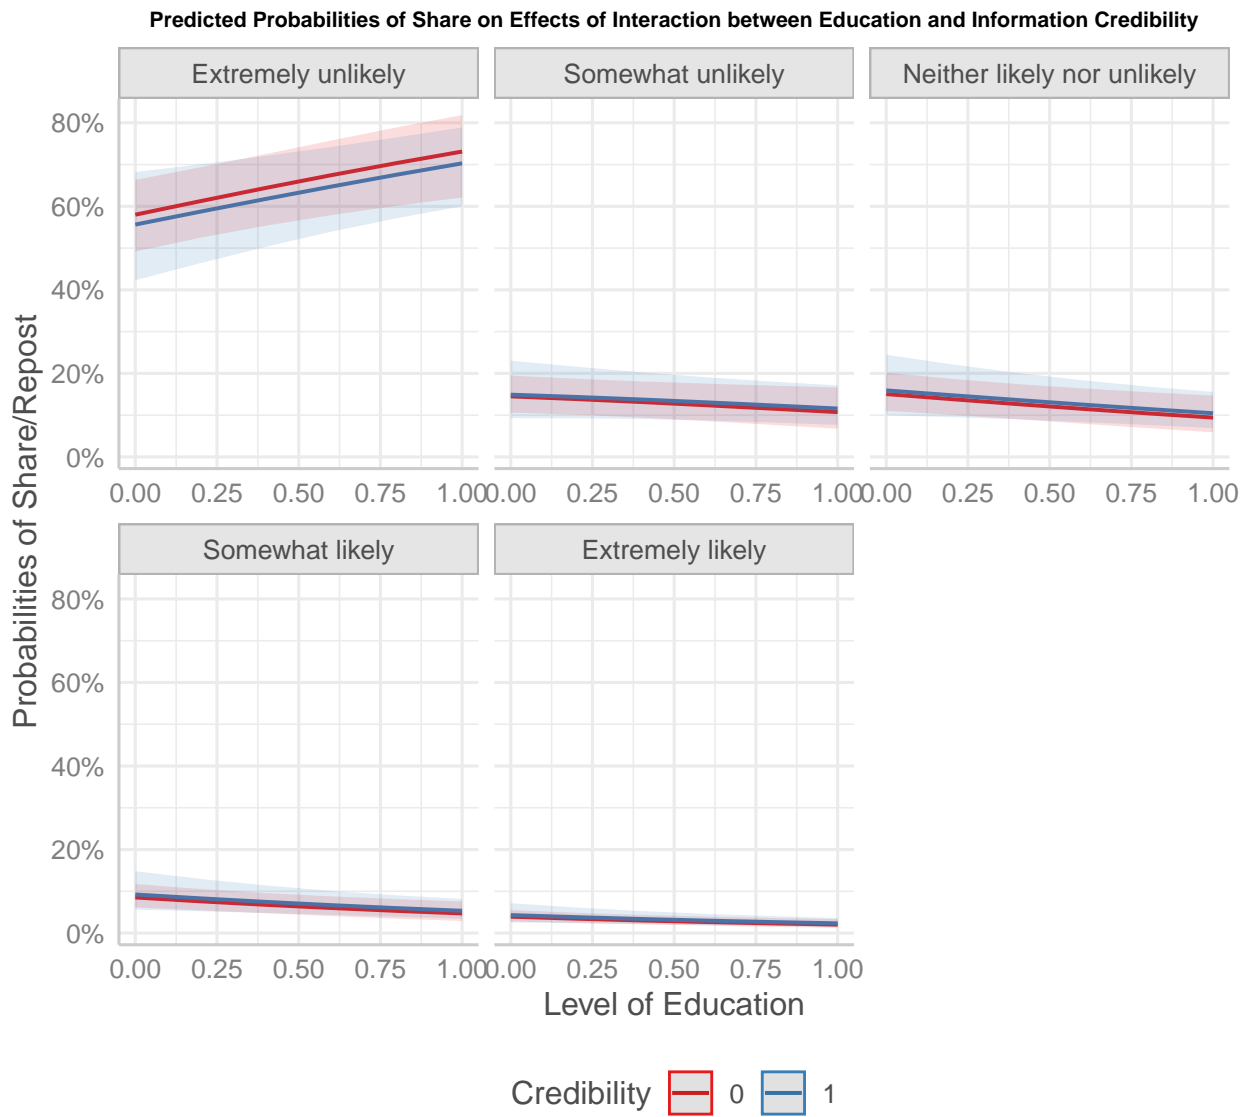 Predicted Probabilities of Share on Effects of Interaction between Education and Information Credibility
Extremely unlikely
Somewhat unlikely
Neither likely nor unlikely
Probabilities of Share/Repost
80%
60%
40%
20%
0%
0.00 0.25 0.50 0.75 1.00
0.00 0.25 0.50 0.75 1.00
0.00 0.25 0.50 0.75 1.00
Somewhat likely
Extremely likely
80%
60%
40%
20%
0%
0.00 0.25 0.50 0.75 1.00
0.00 0.25 0.50 0.75 1.00
Level of Education
Credibility 0 1